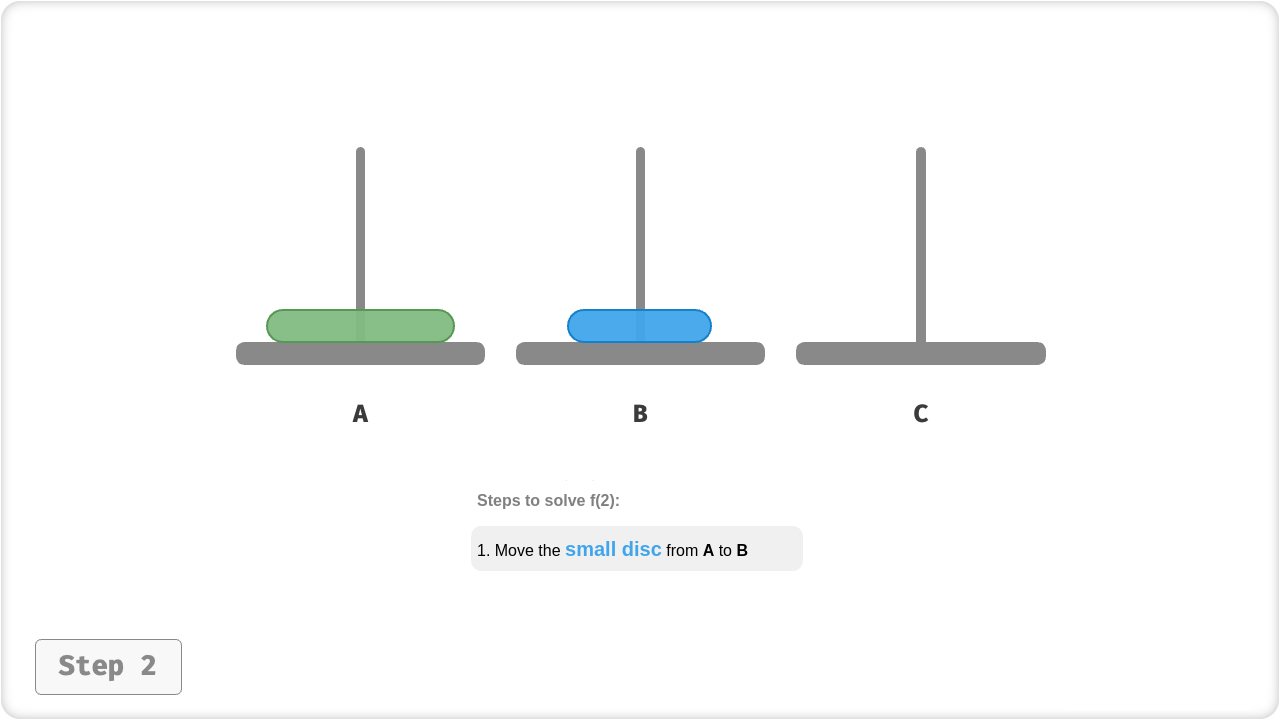 A
B
C
Steps to solve f(2):
1. Move the small disc from A to B
Step 2